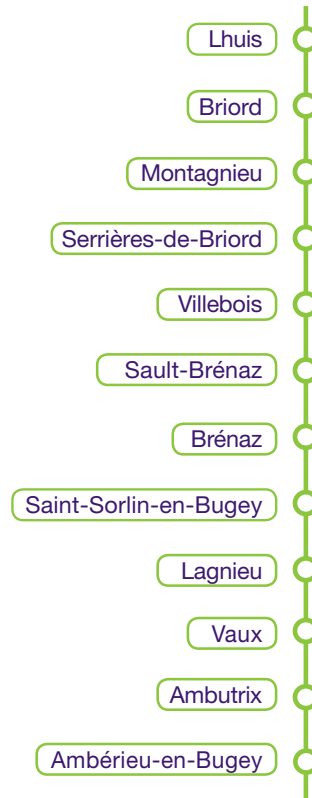 Lhuis
Briord
Montagnieu
Serrières-de-Briord
Villebois
Sault-Brénaz
Brénaz
Saint-Sorlin-en-Bugey
Lagnieu
Vaux
Ambutrix
Ambérieu-en-Bugey